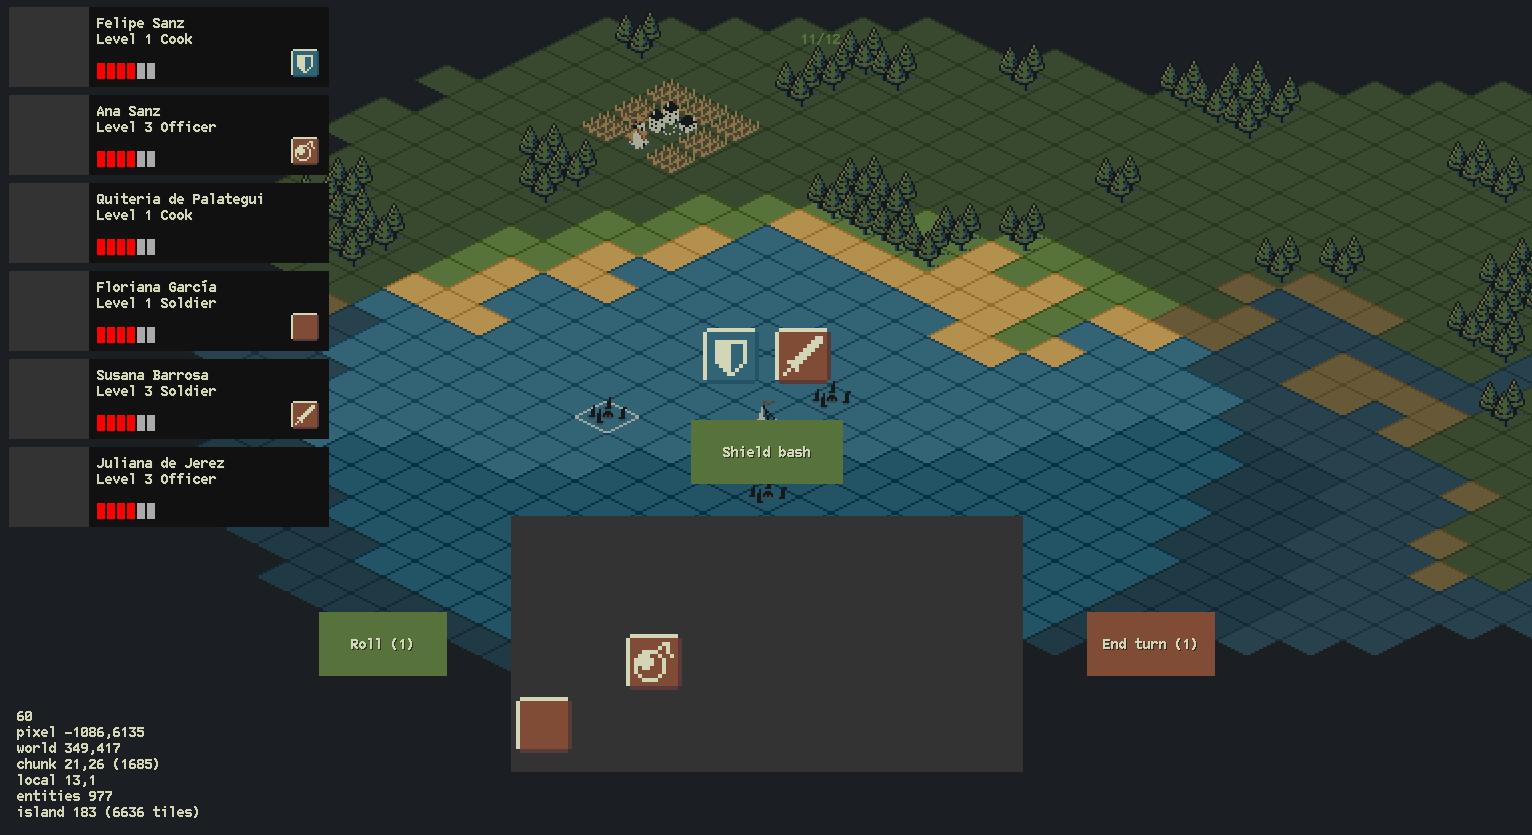 Felipe Sanz
Level 1 Cook
Ana Sanz
Level 3 Officer
Quiteria de Palategui
Level 1 Cook
Floriana García
Level 1 Soldier
Susana Barrosa
Level 3 Soldier
Juliana de Jerez
Level 3 Officer
11/12
Shield bash
Roll (1)
End turn (1)
60
pixel -1086,6135
world 349,417
chunk 21,26 (1685)
local 13,1
entities 977
island 183 (6636 tiles)